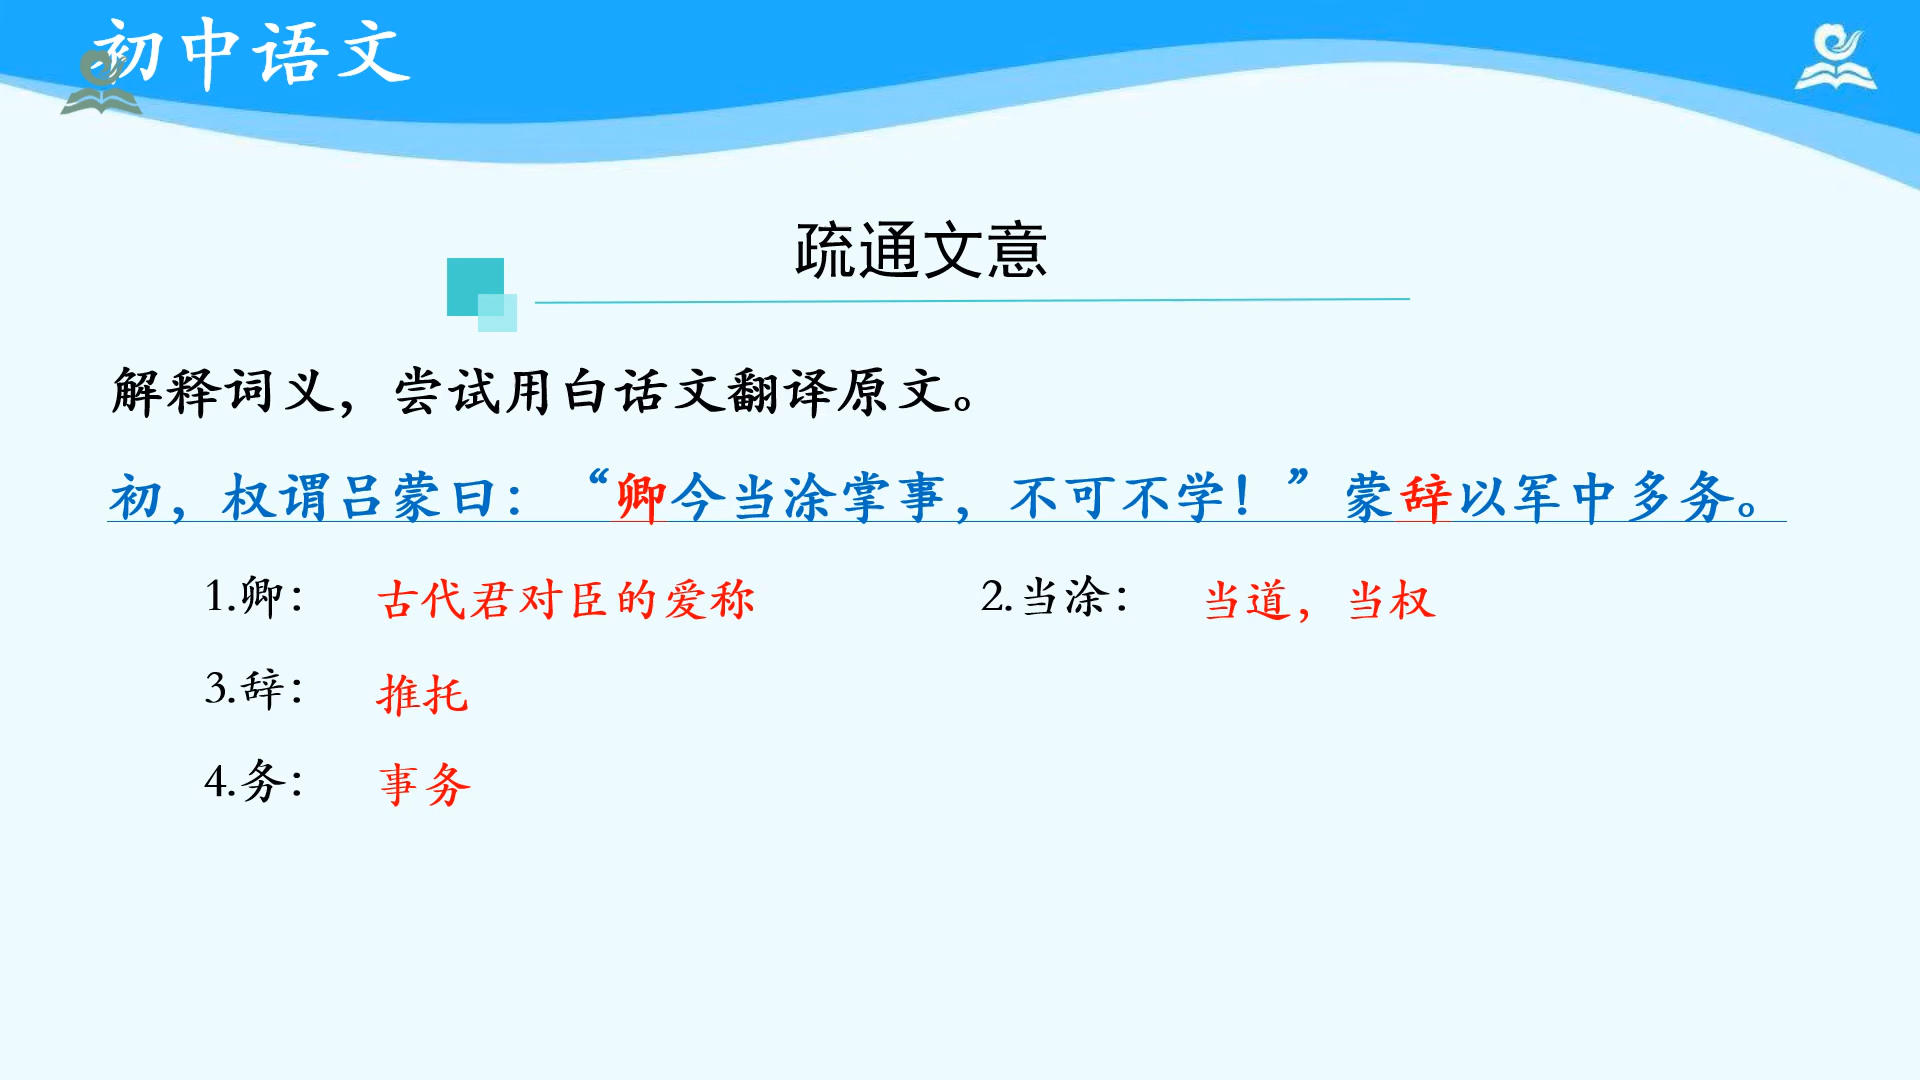 初中语文
疏通文意
解释词义，尝试用白话文翻译原文。
初，权谓吕蒙曰：“卿今当涂掌事，不可不学！”蒙辞以军中多务。
1.卿： 古代君对臣的爱称 2.当涂： 当道，当权
3.辞： 推托
4.务： 事务